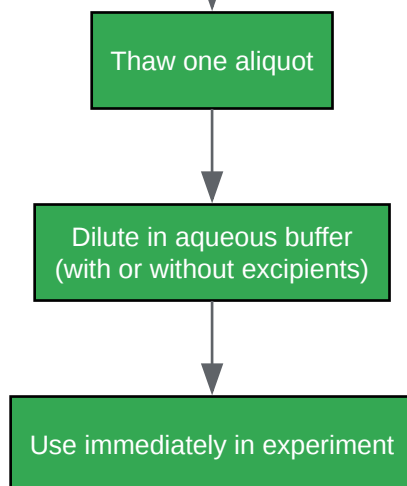 Thaw one aliquot
Dilute in aqueous buffer
(with or without excipients)
Use immediately in experiment